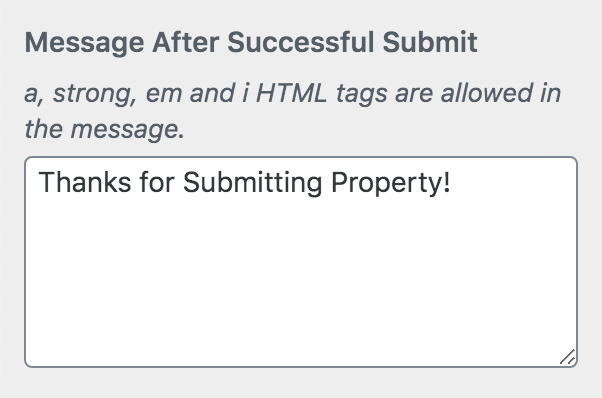 Message After Successful Submit
a, strong, em and i HTML tags are allowed in
the message.
Thanks for Submitting Property!